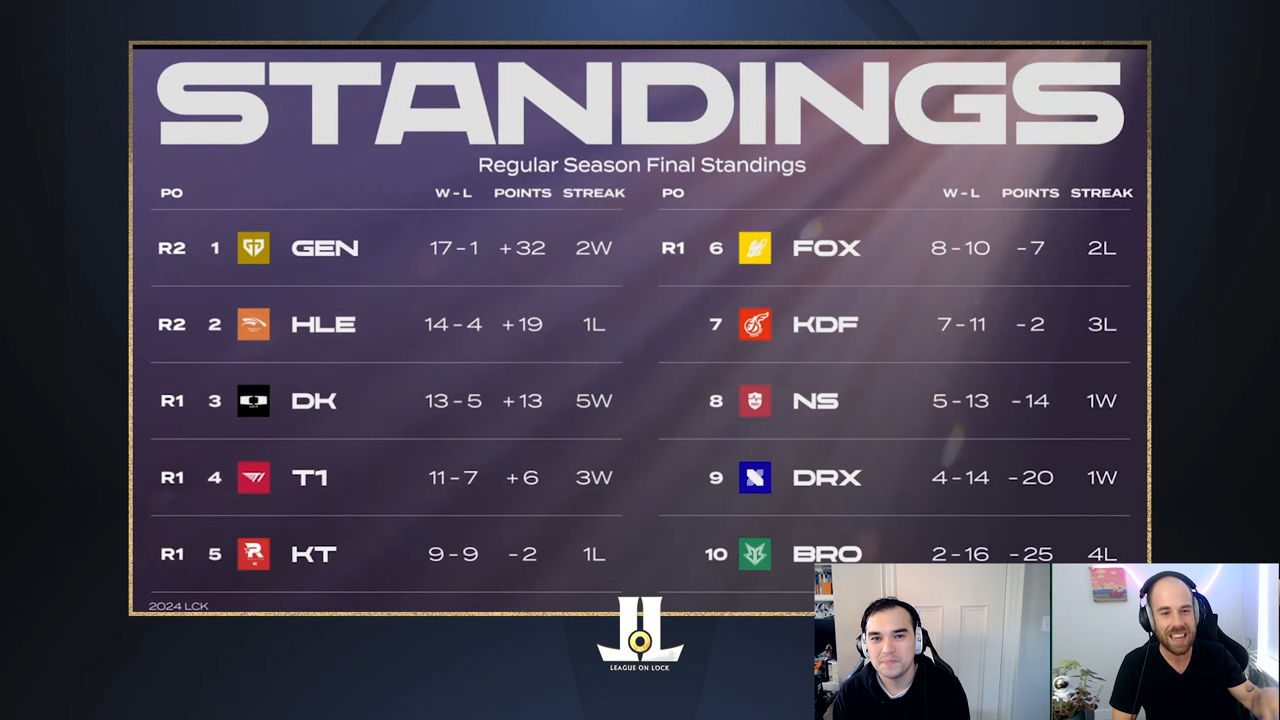 STANDINGS
Regular Season Final Standings
PO W - L POINTS STREAK
R2 1 GEN 17 - 1 +32 2W
R2 2 HLE 14 - 4 +19 1L
R1 3 DK 13 - 5 +13 5W
R1 4 T1 11 - 7 +6 3W
R1 5 KT 9 - 9 -2 1L
PO W - L POINTS STREAK
R1 6 FOX 8 - 10 -7 2L
7 KDF 7 - 11 -2 3L
8 NS 5 - 13 -14 1W
9 DRX 4 - 14 -20 1W
10 BRO 2 - 16 -25 4L
2024 LCK
LEAGUE ON LOCK